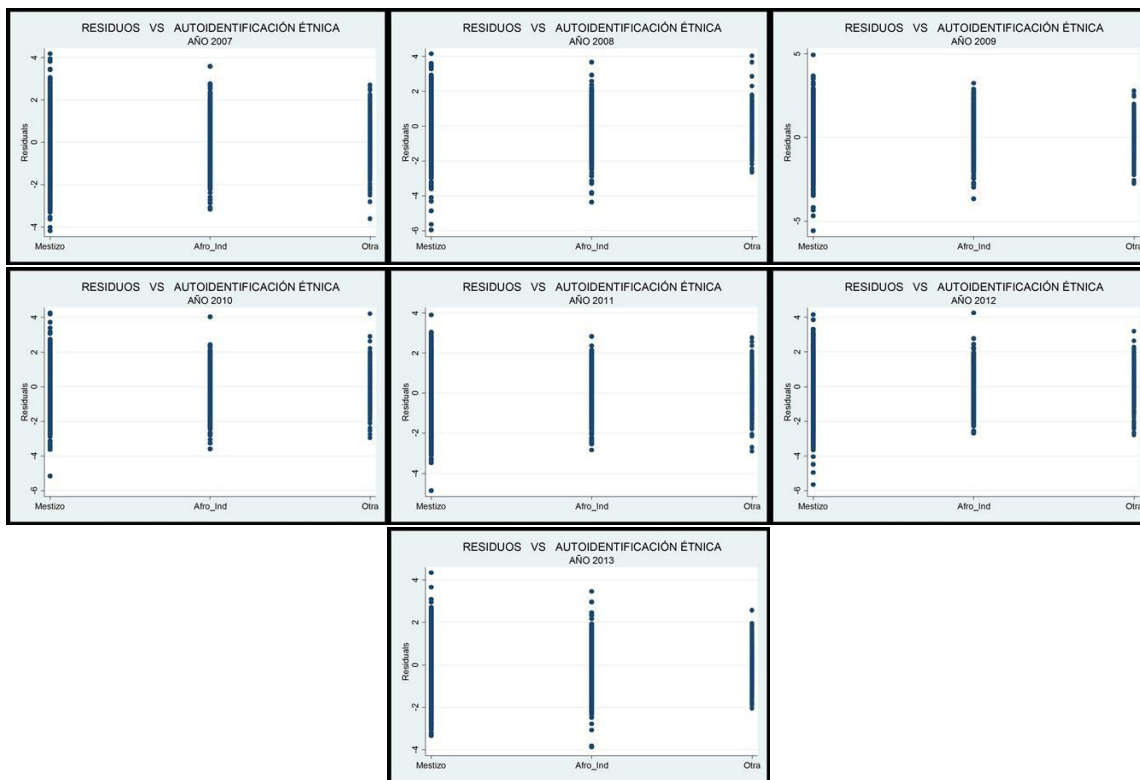 RESIDUOS VS AUTOIDENTIFICACIÓN ÉTNICA
AÑO 2007
Residuals
4
2
0
-2
-4
Mestizo Afro_Ind Otra
RESIDUOS VS AUTOIDENTIFICACIÓN ÉTNICA
AÑO 2008
Residuals
4
2
0
-2
-4
-6
Mestizo Afro_Ind Otra
RESIDUOS VS AUTOIDENTIFICACIÓN ÉTNICA
AÑO 2009
Residuals
5
0
-5
Mestizo Afro_Ind Otra
RESIDUOS VS AUTOIDENTIFICACIÓN ÉTNICA
AÑO 2010
Residuals
4
2
0
-2
-4
-6
Mestizo Afro_Ind Otra
RESIDUOS VS AUTOIDENTIFICACIÓN ÉTNICA
AÑO 2011
Residuals
4
2
0
-2
-4
Mestizo Afro_Ind Otra
RESIDUOS VS AUTOIDENTIFICACIÓN ÉTNICA
AÑO 2012
Residuals
4
2
0
-2
-4
-6
Mestizo Afro_Ind Otra
RESIDUOS VS AUTOIDENTIFICACIÓN ÉTNICA
AÑO 2013
Residuals
4
2
0
-2
-4
Mestizo Afro_Ind Otra